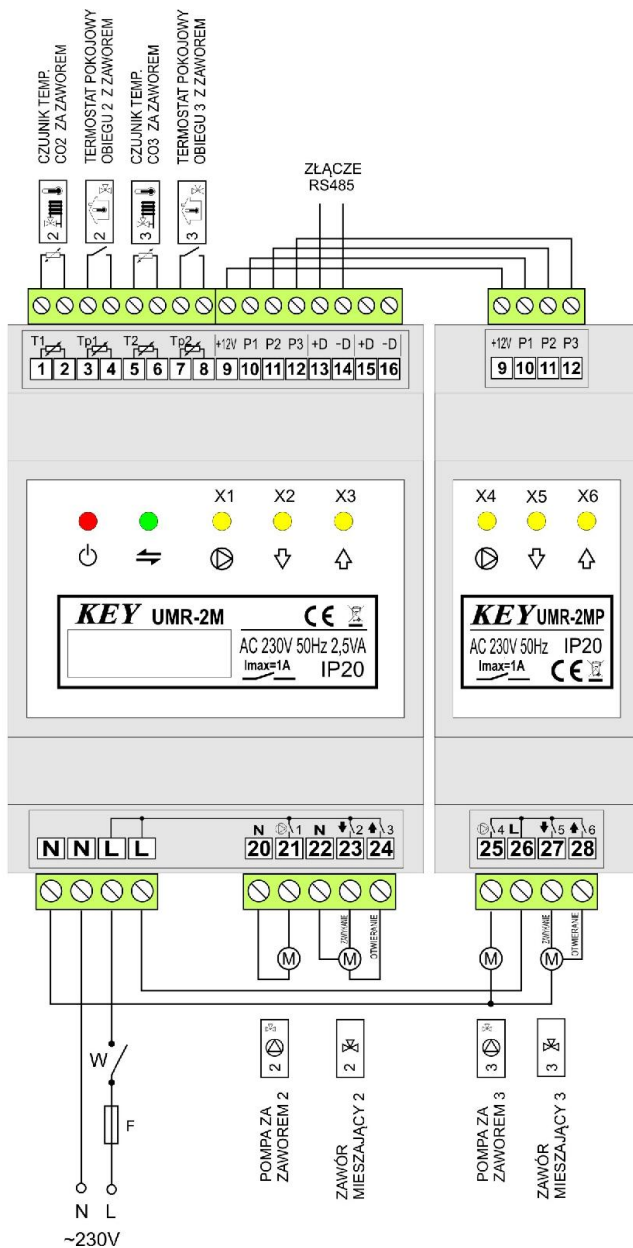 CZUJNIK TEMP.
CO2 ZA ZAWOREM
TERMOSTAT POKOJOWY
OBIEGU 2 Z ZAWOREM
CZUJNIK TEMP.
CO3 ZA ZAWOREM
TERMOSTAT POKOJOWY
OBIEGU 3 Z ZAWOREM
2 2 3 3
ZŁĄCZE
RS485
T1 Tp1 T2 Tp2 +12V P1 P2 P3 +D -D +D -D
1 2 3 4 5 6 7 8 9 10 11 12 13 14 15 16
+12V P1 P2 P3
9 10 11 12
X1 X2 X3
X4 X5 X6
KEY UMR-2M CE
AC 230V 50Hz 2,5VA
Imax=1A IP20
KEY UMR-2MP
AC 230V 50Hz IP20
Imax=1A CE
N N L L
N 1 N 2 3
20 21 22 23 24
4 L 5 6
25 26 27 28
M M M M
ZAMYKANIE
OTWIERANIE
ZAMYKANIE
OTWIERANIE
W
F
N L
~230V
2
POMPA ZA
ZAWOREM 2
2
ZAWÓR
MIESZAJĄCY 2
3
POMPA ZA
ZAWOREM 3
3
ZAWÓR
MIESZAJĄCY 3